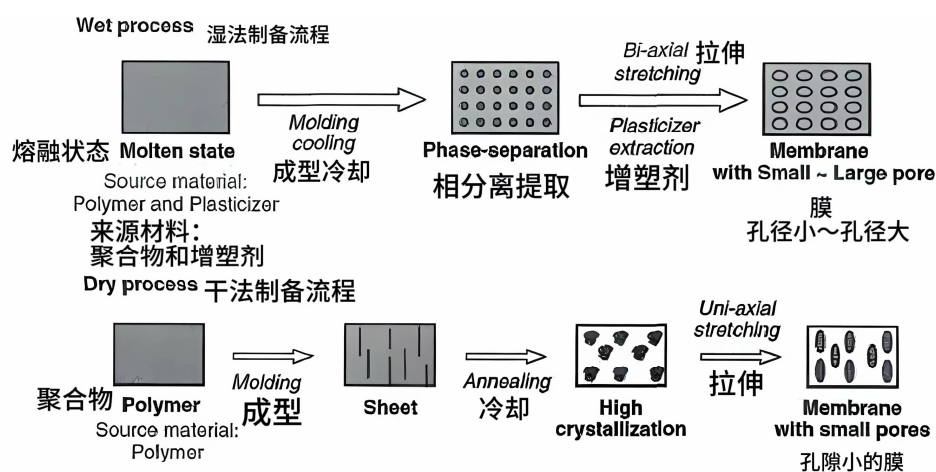 Wet process 湿法制备流程
Bi-axial 拉伸
stretching
Molding
cooling
成型冷却
Plasticizer
extraction
增塑剂
熔融状态 Molten state
Phase-separation
相分离提取
Membrane
with Small ~ Large pore
膜
孔径小～孔径大
Source material:
Polymer and Plasticizer
来源材料：
聚合物和增塑剂
Dry process 干法制备流程
Uni-axial
stretching
拉伸
Molding
成型
Annealing
冷却
聚合物 Polymer
Sheet
High
crystallization
Membrane
with small pores
Source material:
Polymer
孔隙小的膜